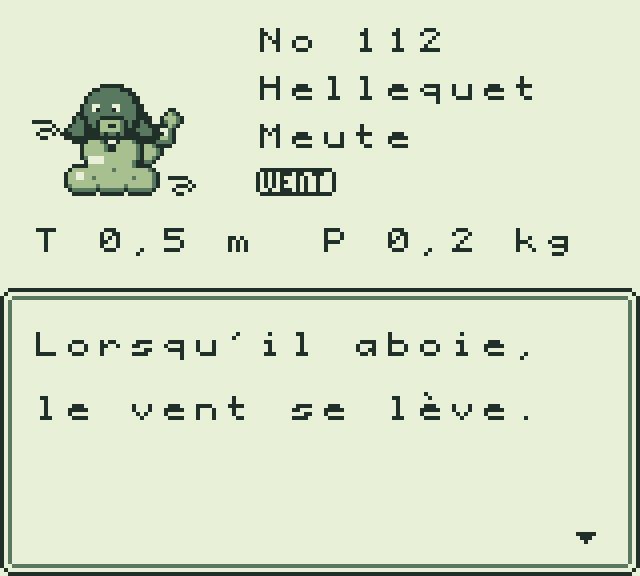 No 112
Hellequet
Meute
VENT
T 0,5 m P 0,2 kg
Lorsqu'il aboie,
le vent se lève.